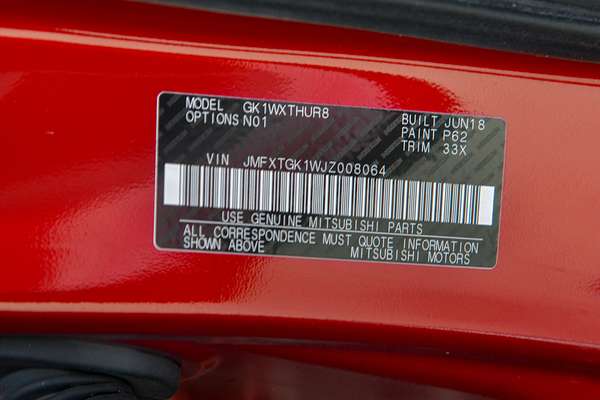 MODEL GK1WXTHUR8 BUILT JUN18
OPTIONS N01 PAINT P62
TRIM 33X
VIN JMFXTGK1WJZ008064
USE GENUINE MITSUBISHI PARTS
ALL CORRESPONDENCE MUST QUOTE INFORMATION
SHOWN ABOVE MITSUBISHI MOTORS